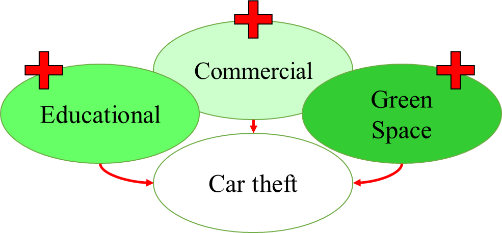 Commercial
Educational
Green
Space
Car theft